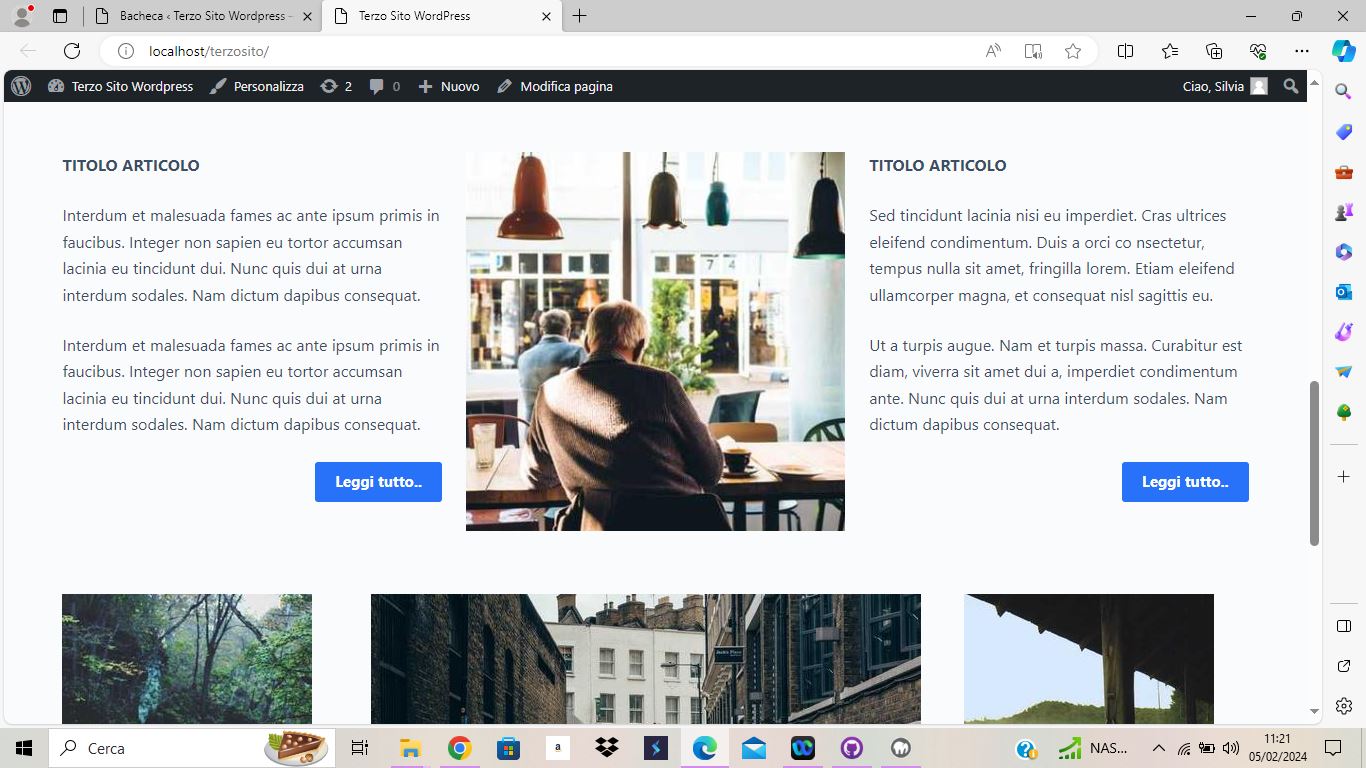 Bacheca ‹ Terzo Sito Wordpress –
Terzo Sito WordPress
localhost/terzosito/
Terzo Sito Wordpress
Personalizza
2
0
Nuovo
Modifica pagina
Ciao, Silvia
TITOLO ARTICOLO
Interdum et malesuada fames ac ante ipsum primis in
faucibus. Integer non sapien eu tortor accumsan
lacinia eu tincidunt dui. Nunc quis dui at urna
interdum sodales. Nam dictum dapibus consequat.
Interdum et malesuada fames ac ante ipsum primis in
faucibus. Integer non sapien eu tortor accumsan
lacinia eu tincidunt dui. Nunc quis dui at urna
interdum sodales. Nam dictum dapibus consequat.
Leggi tutto..
7 4
TITOLO ARTICOLO
Sed tincidunt lacinia nisi eu imperdiet. Cras ultrices
eleifend condimentum. Duis a orci co nsectetur,
tempus nulla sit amet, fringilla lorem. Etiam eleifend
ullamcorper magna, et consequat nisl sagittis eu.
Ut a turpis augue. Nam et turpis massa. Curabitur est
diam, viverra sit amet dui a, imperdiet condimentum
ante. Nunc quis dui at urna interdum sodales. Nam
dictum dapibus consequat.
Leggi tutto..
Jack's Place
Cerca
a
NAS...
11:21
05/02/2024